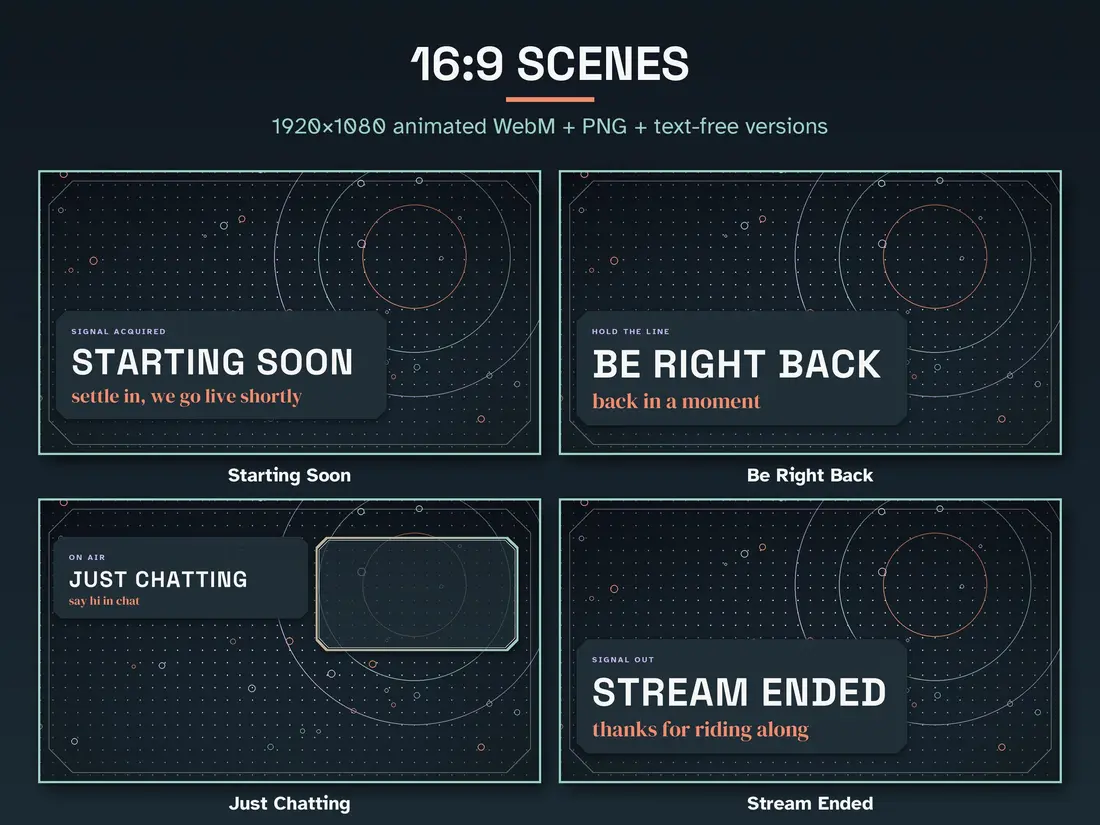 16:9 SCENES
1920×1080 animated WebM + PNG + text-free versions
SIGNAL ACQUIRED
STARTING SOON
settle in, we go live shortly
Starting Soon
HOLD THE LINE
BE RIGHT BACK
back in a moment
Be Right Back
ON AIR
JUST CHATTING
say hi in chat
Just Chatting
SIGNAL OUT
STREAM ENDED
thanks for riding along
Stream Ended